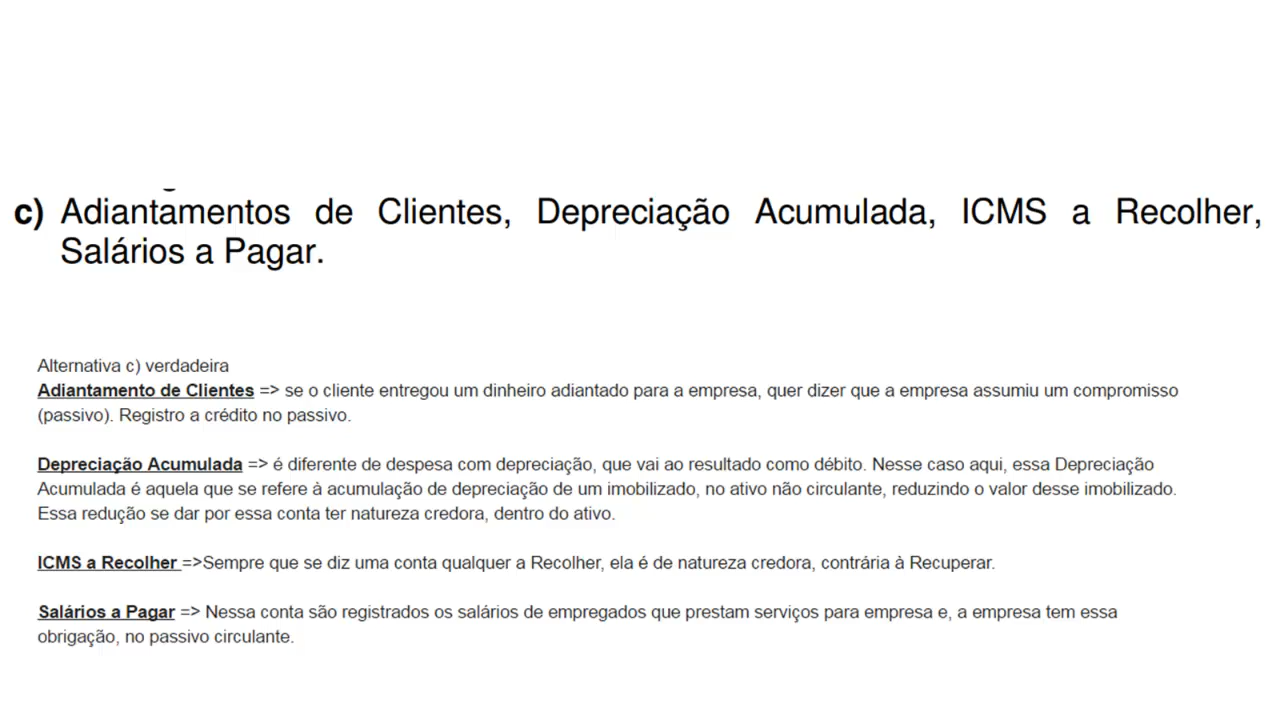 c) Adiantamentos de Clientes, Depreciação Acumulada, ICMS a Recolher,
Salários a Pagar.
Alternativa c) verdadeira
Adiantamento de Clientes => se o cliente entregou um dinheiro adiantado para a empresa, quer dizer que a empresa assumiu um compromisso
(passivo). Registro a crédito no passivo.
Depreciação Acumulada => é diferente de despesa com depreciação, que vai ao resultado como débito. Nesse caso aqui, essa Depreciação
Acumulada é aquela que se refere à acumulação de depreciação de um imobilizado, no ativo não circulante, reduzindo o valor desse imobilizado.
Essa redução se dar por essa conta ter natureza credora, dentro do ativo.
ICMS a Recolher =>Sempre que se diz uma conta qualquer a Recolher, ela é de natureza credora, contrária à Recuperar.
Salários a Pagar => Nessa conta são registrados os salários de empregados que prestam serviços para empresa e, a empresa tem essa
obrigação, no passivo circulante.